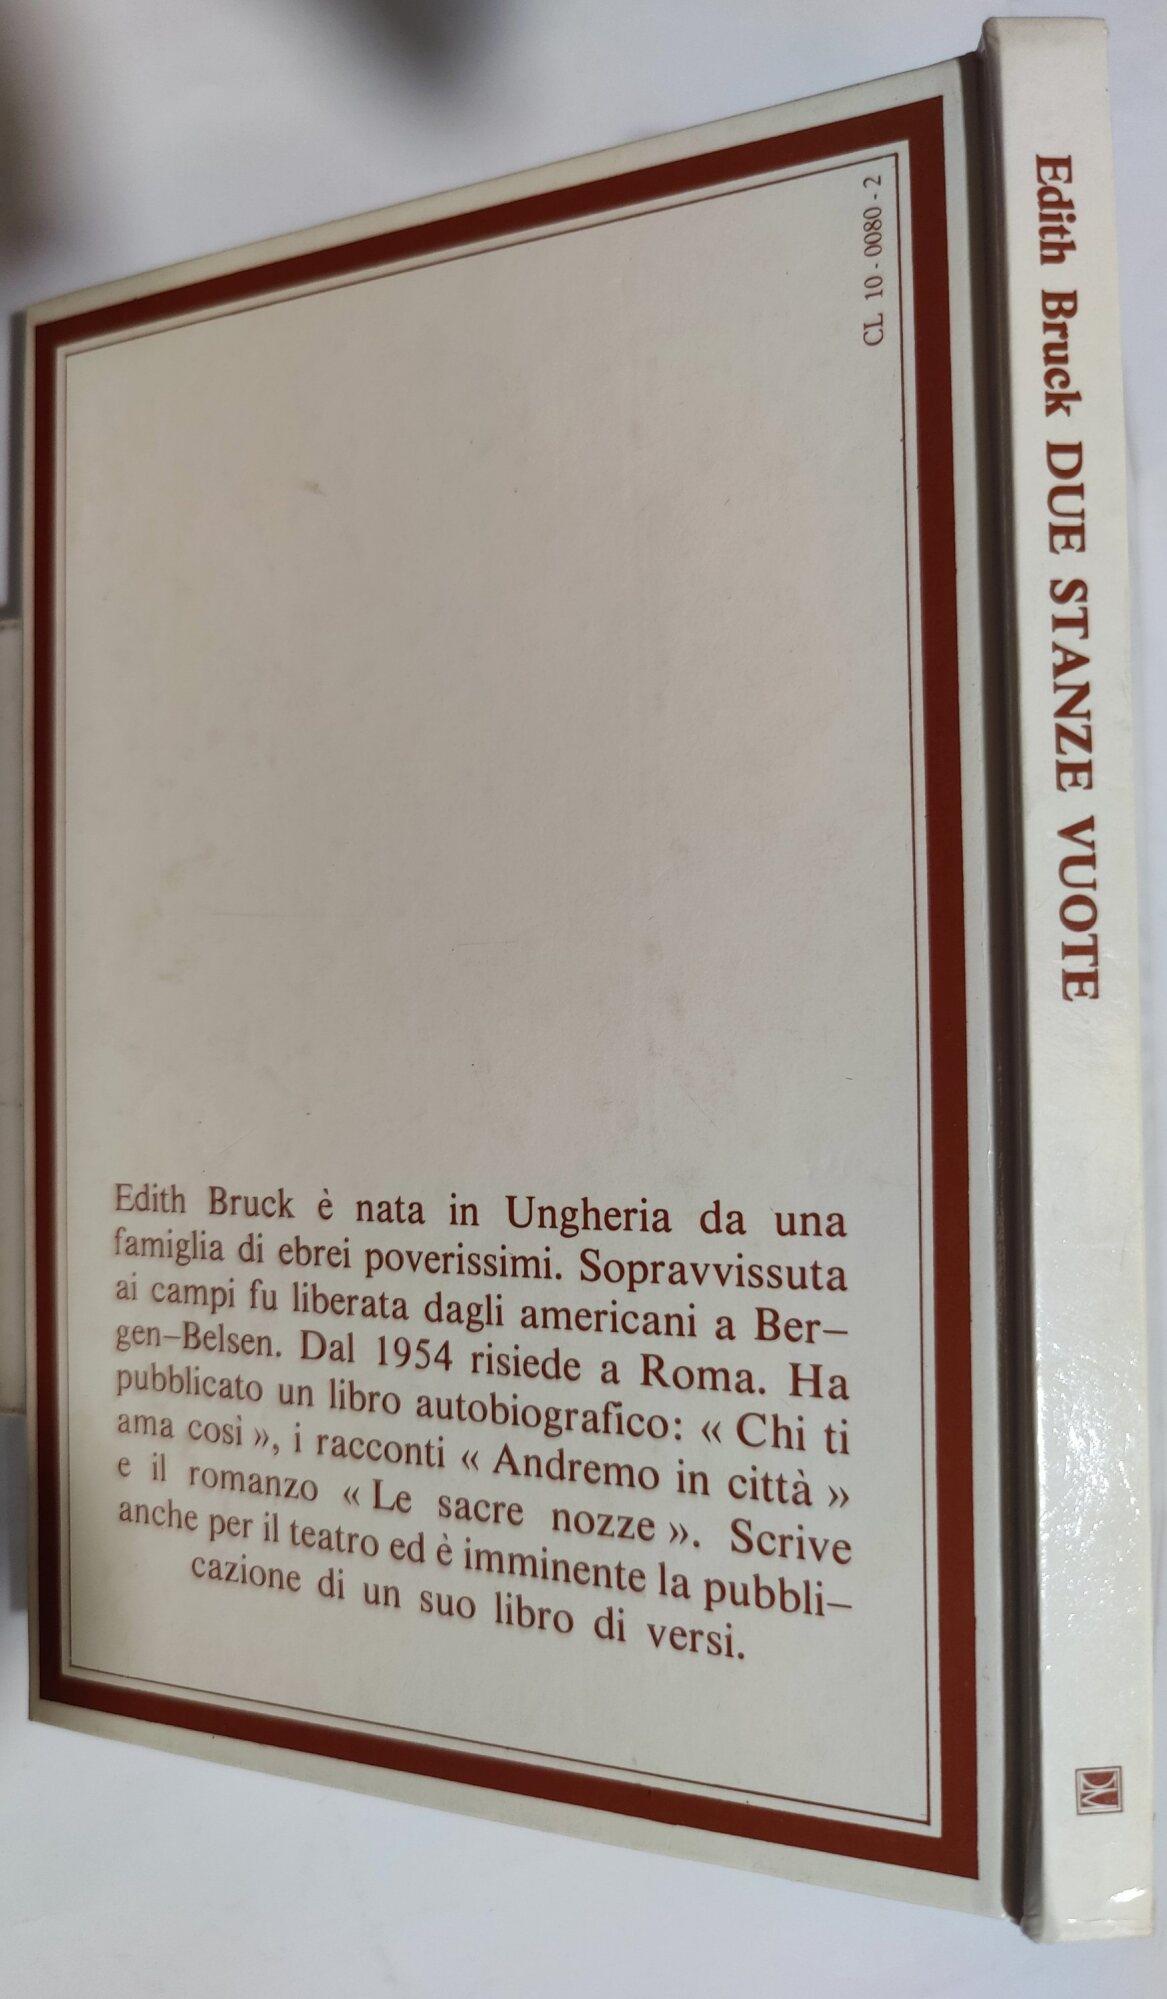 CL 10-0080-2
Edith Bruck è nata in Ungheria da una
famiglia di ebrei poverissimi. Sopravvissuta
ai campi fu liberata dagli americani a Ber–
gen–Belsen. Dal 1954 risiede a Roma. Ha
pubblicato un libro autobiografico: « Chi ti
ama così », i racconti « Andremo in città »
e il romanzo « Le sacre nozze ». Scrive
anche per il teatro ed è imminente la pubbli–
cazione di un suo libro di versi.
Edith Bruck DUE STANZE VUOTE